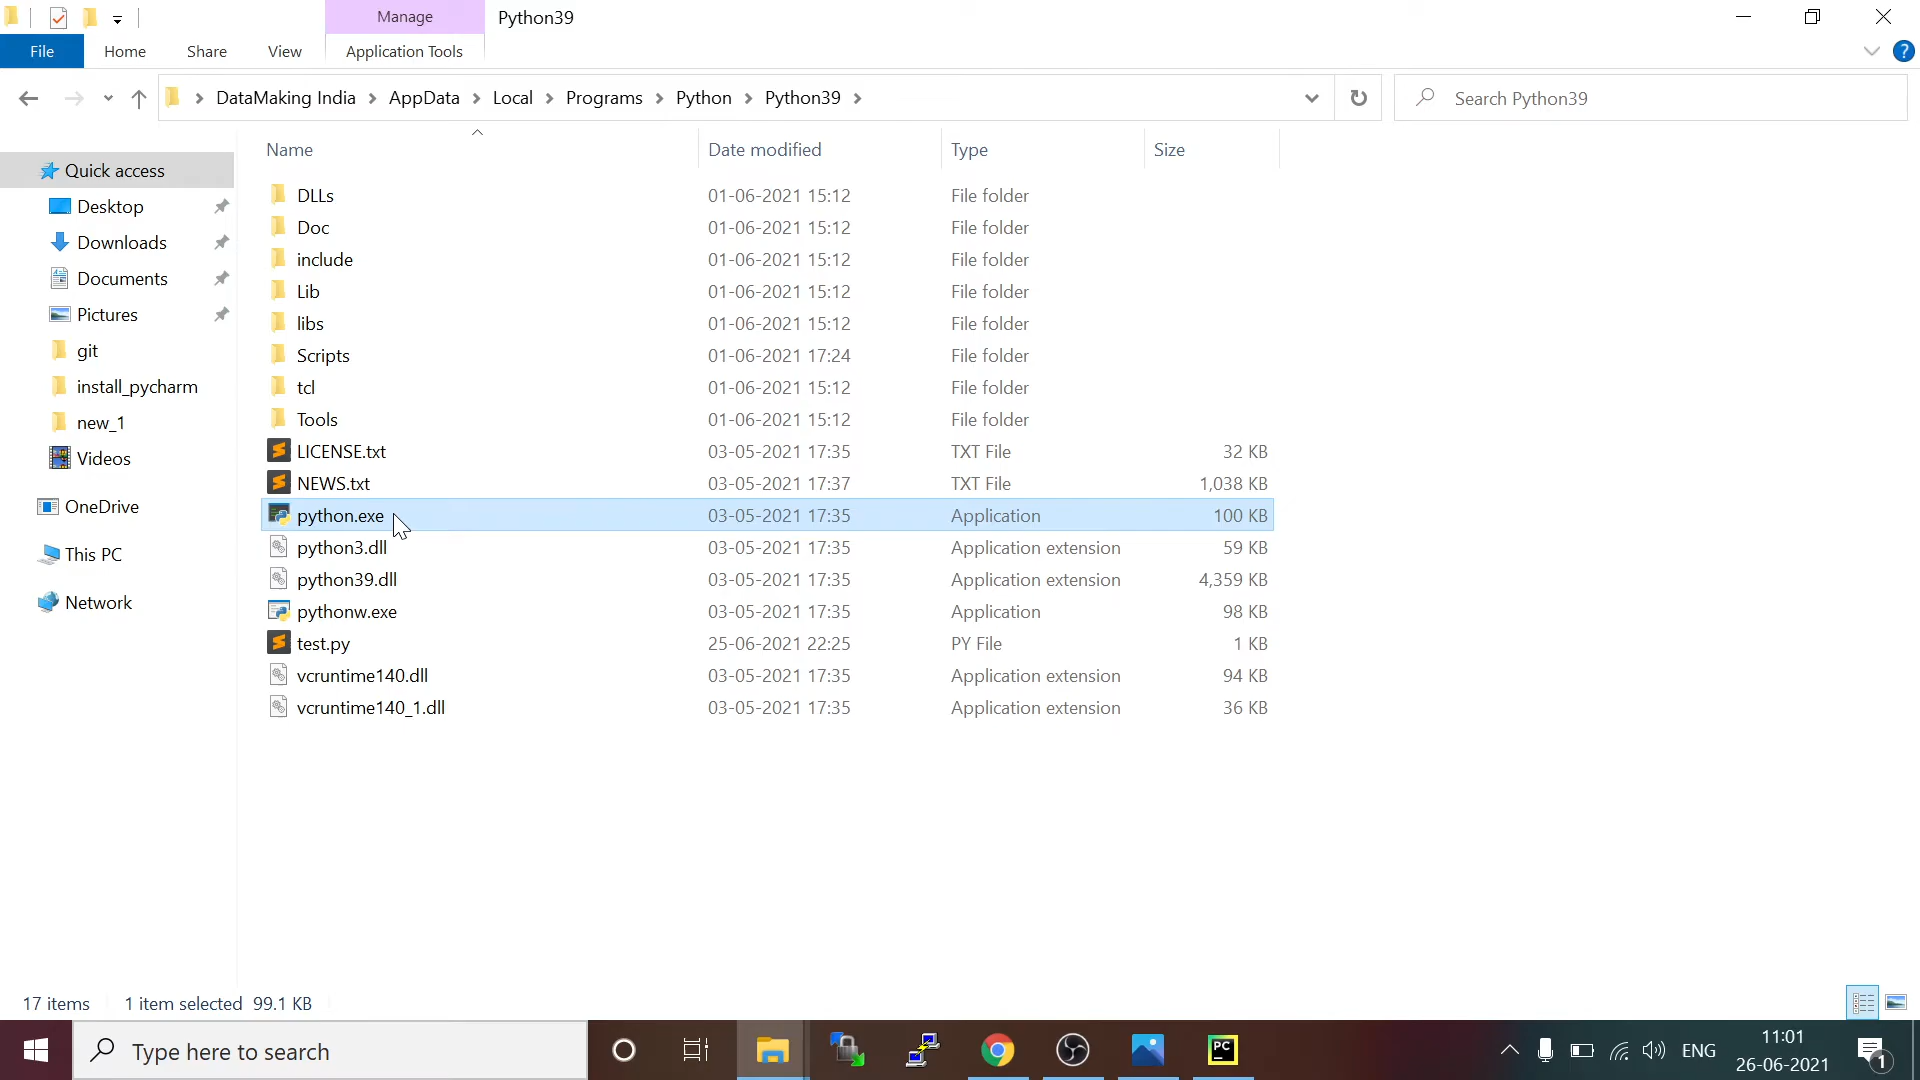 Manage
Python39
File
Home
Share
View
Application Tools
?
DataMaking India
AppData
Local
Programs
Python
Python39
Search Python39
Name
Date modified
Type
Size
Quick access
Desktop
Downloads
Documents
Pictures
git
install_pycharm
new_1
Videos
OneDrive
This PC
Network
DLLs 01-06-2021 15:12 File folder
Doc 01-06-2021 15:12 File folder
include 01-06-2021 15:12 File folder
Lib 01-06-2021 15:12 File folder
libs 01-06-2021 15:12 File folder
Scripts 01-06-2021 17:24 File folder
tcl 01-06-2021 15:12 File folder
Tools 01-06-2021 15:12 File folder
LICENSE.txt 03-05-2021 17:35 TXT File 32 KB
NEWS.txt 03-05-2021 17:37 TXT File 1,038 KB
python.exe 03-05-2021 17:35 Application 100 KB
python3.dll 03-05-2021 17:35 Application extension 59 KB
python39.dll 03-05-2021 17:35 Application extension 4,359 KB
pythonw.exe 03-05-2021 17:35 Application 98 KB
test.py 25-06-2021 22:25 PY File 1 KB
vcruntime140.dll 03-05-2021 17:35 Application extension 94 KB
vcruntime140_1.dll 03-05-2021 17:35 Application extension 36 KB
17 items
1 item selected 99.1 KB
Type here to search
PC
ENG
11:01
26-06-2021
1